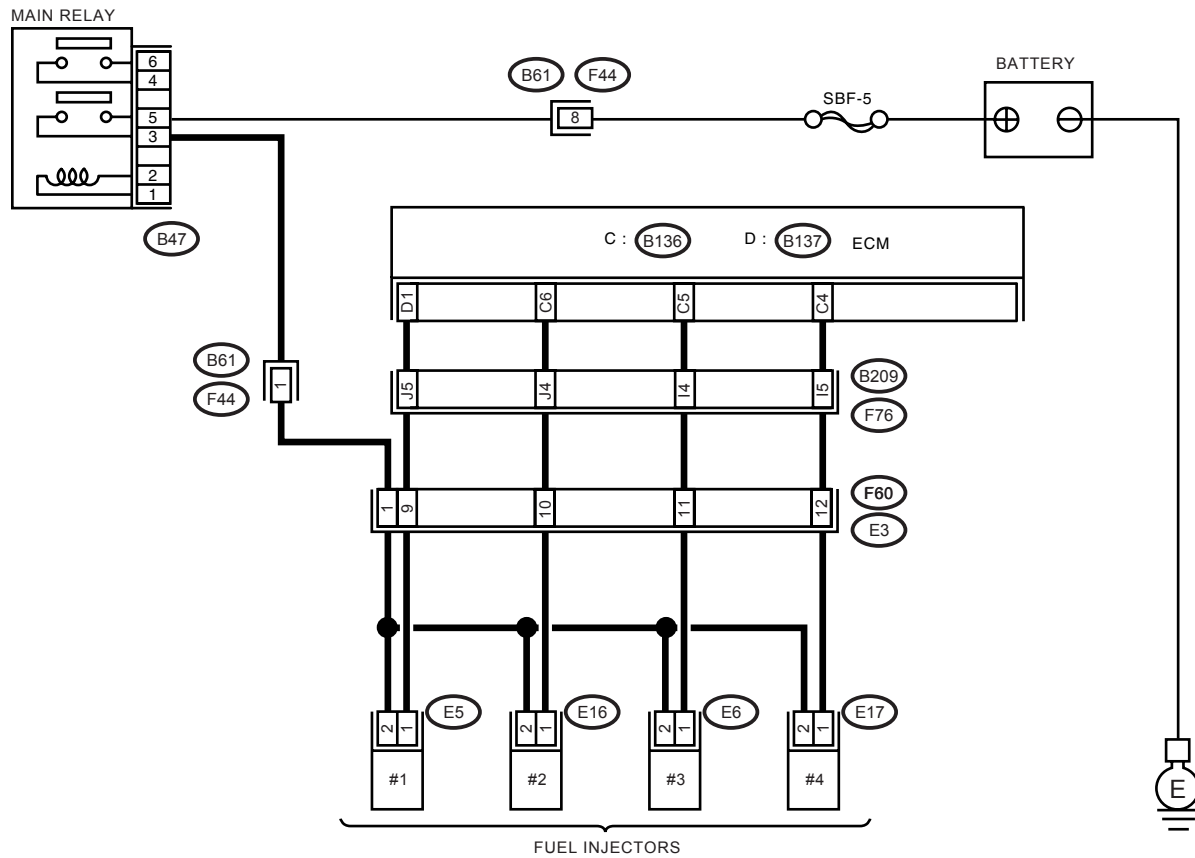 MAIN RELAY
6
4
5
3
2
1
B47
B61 F44
8
SBF-5
BATTERY
C : B136 D : B137 ECM
D1 C6 C5 C4
B61
F44
1
J5 J4 I4 I5
B209
F76
1 9 10 11 12
F60
E3
2 1 E5 2 1 E16 2 1 E6 2 1 E17
#1 #2 #3 #4
E
FUEL INJECTORS